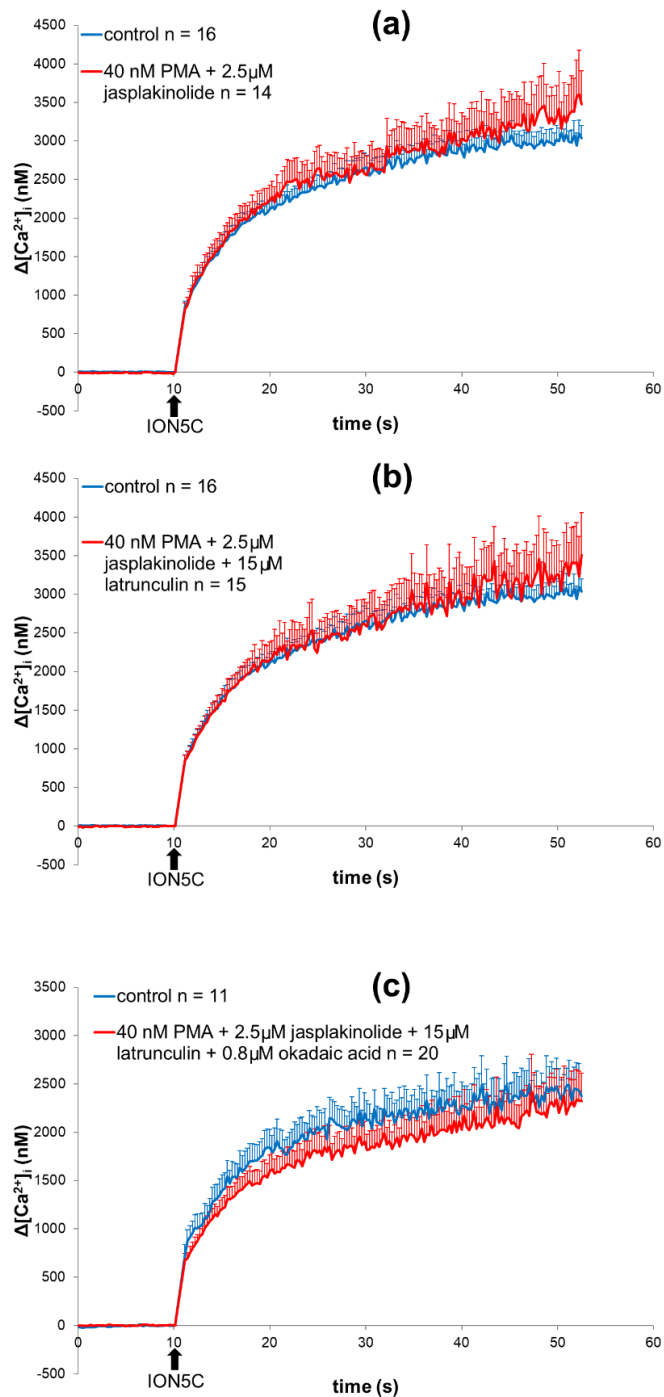 (a)
control n = 16
40 nM PMA + 2.5µM
jasplakinolide n = 14
Δ[Ca²⁺]ᵢ (nM)
4500
4000
3500
3000
2500
2000
1500
1000
500
0
-500
0 10 20 30 40 50 60
ION5C
time (s)
(b)
control n = 16
40 nM PMA + 2.5µM
jasplakinolide + 15µM
latrunculin n = 15
Δ[Ca²⁺]ᵢ (nM)
4500
4000
3500
3000
2500
2000
1500
1000
500
0
-500
0 10 20 30 40 50 60
ION5C
time (s)
(c)
control n = 11
40 nM PMA + 2.5µM jasplakinolide + 15µM
latrunculin + 0.8µM okadaic acid n = 20
Δ[Ca²⁺]ᵢ (nM)
3500
3000
2500
2000
1500
1000
500
0
-500
0 10 20 30 40 50 60
ION5C
time (s)